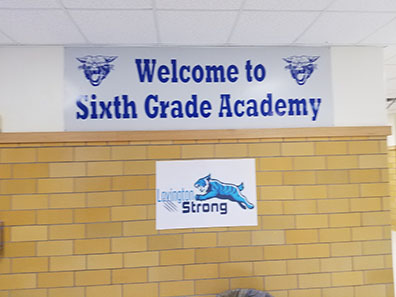 Welcome to
Sixth Grade Academy
Lovington
Strong